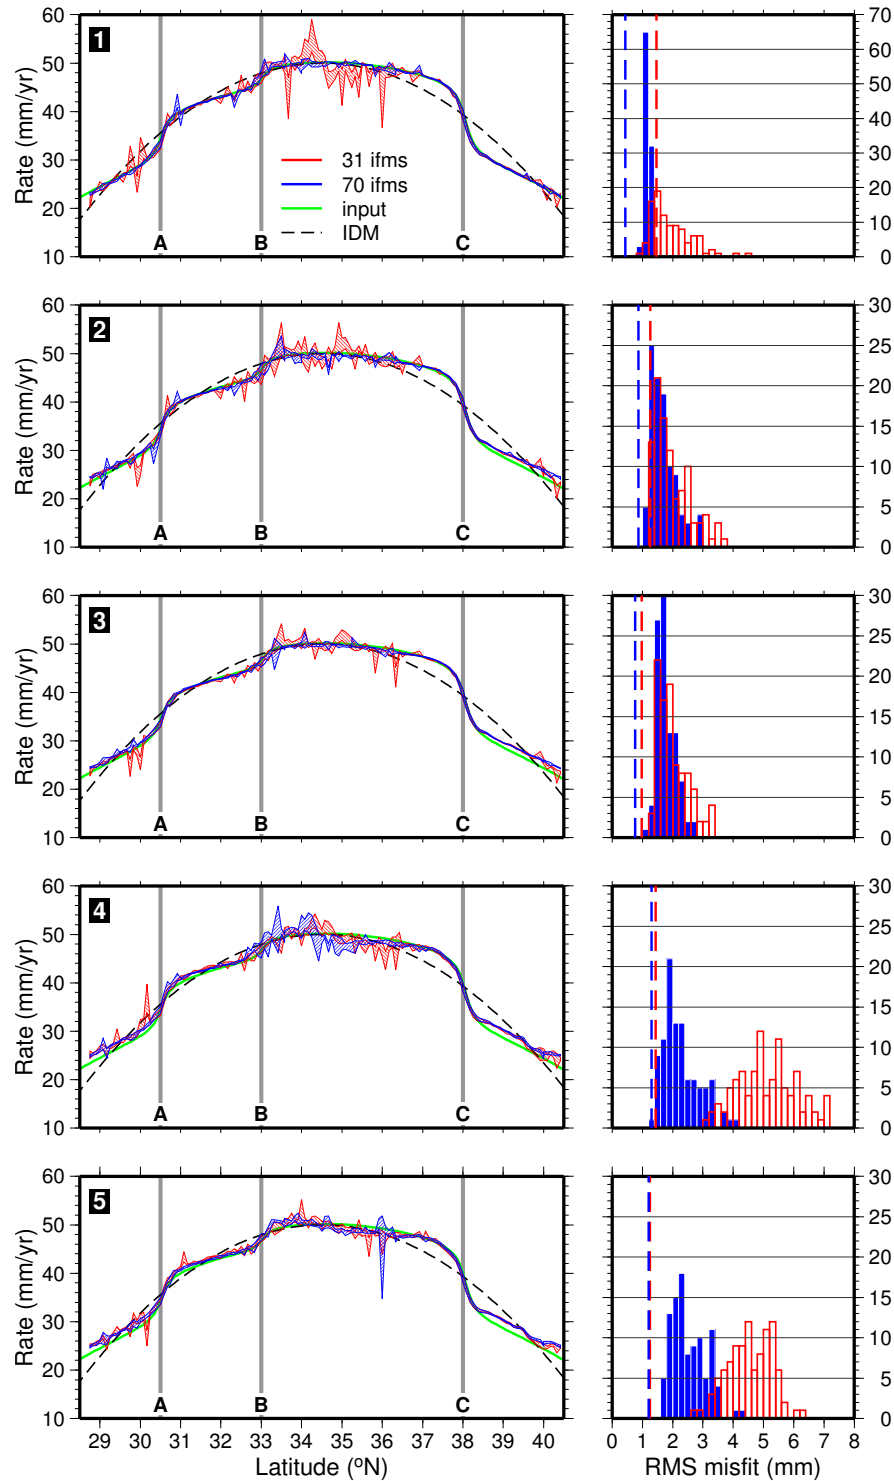 1
Rate (mm/yr)
60
50
40
30
20
10
31 ifms
70 ifms
input
IDM
A
B
C
70
60
50
40
30
20
10
0
2
Rate (mm/yr)
60
50
40
30
20
10
A
B
C
30
25
20
15
10
5
0
3
Rate (mm/yr)
60
50
40
30
20
10
A
B
C
30
25
20
15
10
5
0
4
Rate (mm/yr)
60
50
40
30
20
10
A
B
C
30
25
20
15
10
5
0
5
Rate (mm/yr)
60
50
40
30
20
10
A
B
C
30
25
20
15
10
5
0
29 30 31 32 33 34 35 36 37 38 39 40
Latitude (ºN)
0 1 2 3 4 5 6 7 8
RMS misfit (mm)